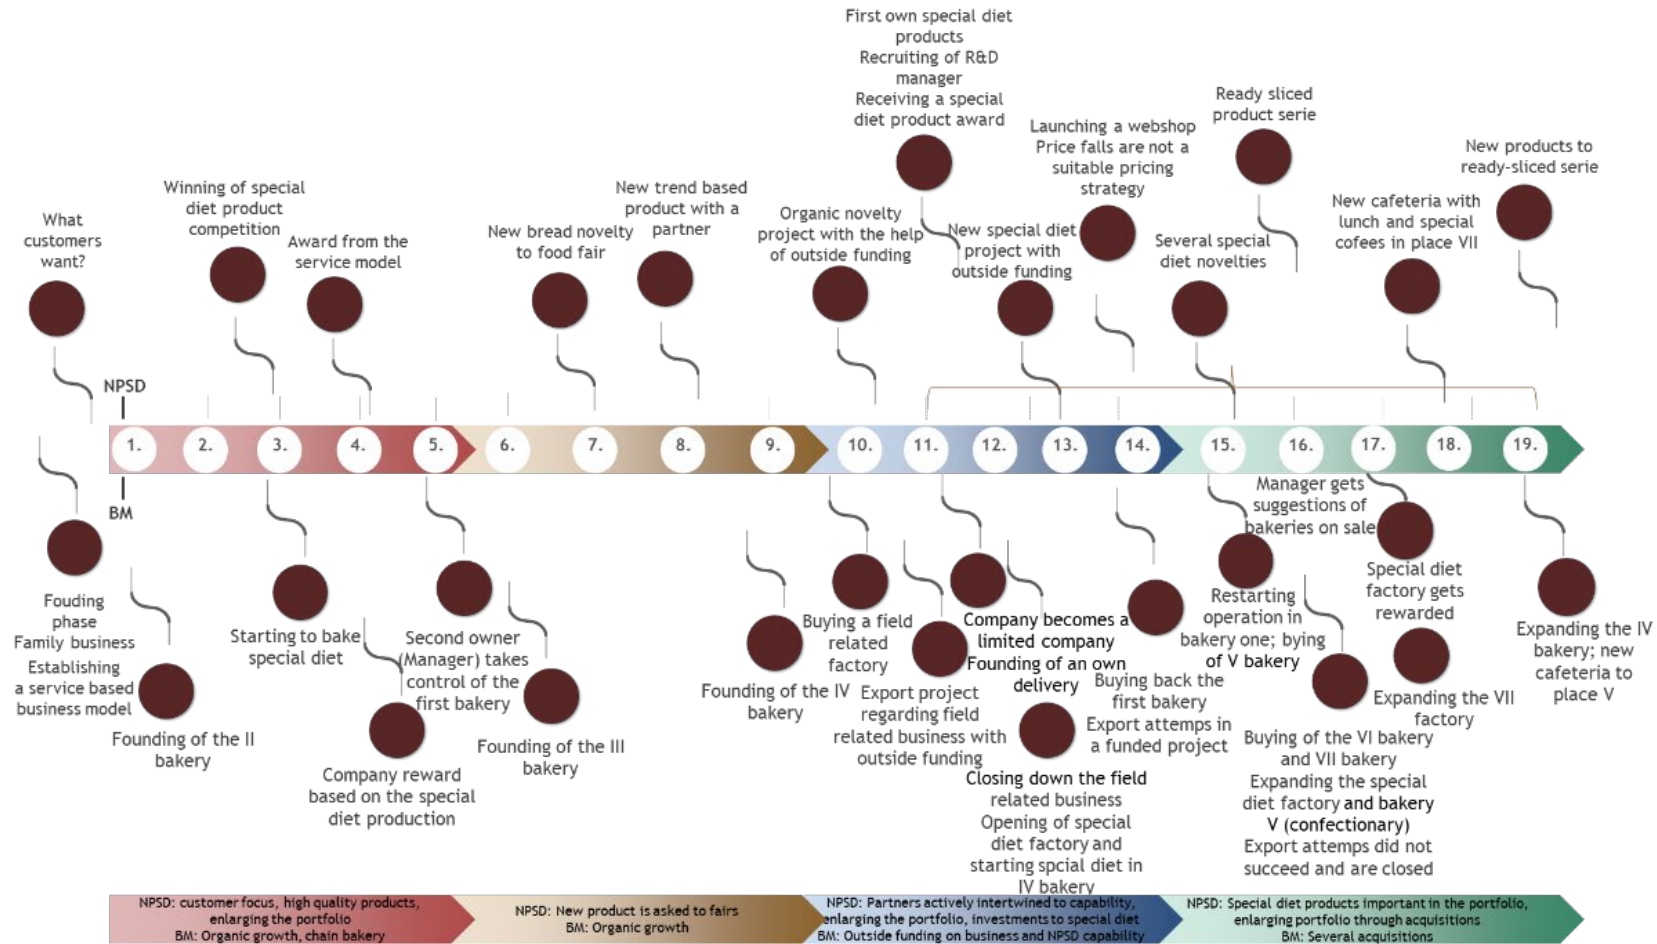 First own special diet
products
Recruiting of R&D
manager
Receiving a special
diet product award
Ready sliced
product serie
Launching a webshop
Price falls are not a
suitable pricing
strategy
New products to
ready-sliced serie
Winning of special
diet product
competition
New trend based
product with a
partner
What
customers
want?
Award from the
service model
New bread novelty
to food fair
Organic novelty
project with the help
of outside funding
New special diet
project with
outside funding
Several special
diet novelties
New cafeteria with
lunch and special
cofees in place VII
NPSD
1. 2. 3. 4. 5. 6. 7. 8. 9. 10. 11. 12. 13. 14. 15. 16. 17. 18. 19.
BM
Fouding
phase
Family business
Establishing
a service based
business model
Founding of the II
bakery
Starting to bake
special diet
Company reward
based on the special
diet production
Second owner
(Manager) takes
control of the
first bakery
Founding of the III
bakery
Founding of the IV
bakery
Buying a field
related
factory
Export project
regarding field
related business with
outside funding
Company becomes a
limited company
Founding of an own
delivery
Closing down the field
related business
Opening of special
diet factory and
starting spcial diet in
IV bakery
Buying back the
first bakery
Export attemps in
a funded project
Manager gets
suggestions of
bakeries on sale
Restarting
operation in
bakery one; bying
of V bakery
Buying of the VI bakery
and VII bakery
Expanding the special
diet factory and bakery
V (confectionary)
Export attemps did not
succeed and are closed
Special diet
factory gets
rewarded
Expanding the VII
factory
Expanding the IV
bakery; new
cafeteria to
place V
NPSD: customer focus, high quality products,
enlarging the portfolio
BM: Organic growth, chain bakery
NPSD: New product is asked to fairs
BM: Organic growth
NPSD: Partners actively intertwined to capability,
enlarging the portfolio, investments to special diet
BM: Outside funding on business and NPSD capability
NPSD: Special diet products important in the portfolio,
enlarging portfolio through acquisitions
BM: Several acquisitions